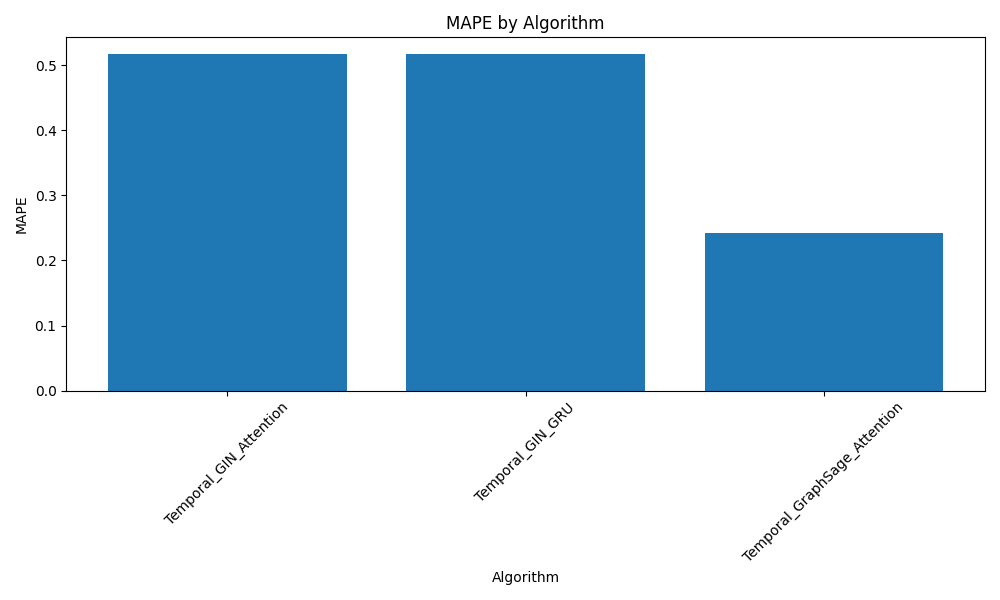 MAPE by Algorithm
MAPE
0.5
0.4
0.3
0.2
0.1
0.0
Temporal_GIN_Attention
Temporal_GIN_GRU
Temporal_GraphSage_Attention
Algorithm